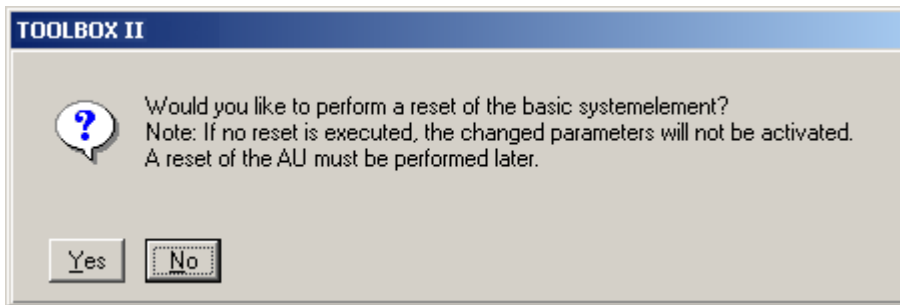 TOOLBOX II
Would you like to perform a reset of the basic systemelement?
Note: If no reset is executed, the changed parameters will not be activated.
A reset of the AU must be performed later.
Yes
No